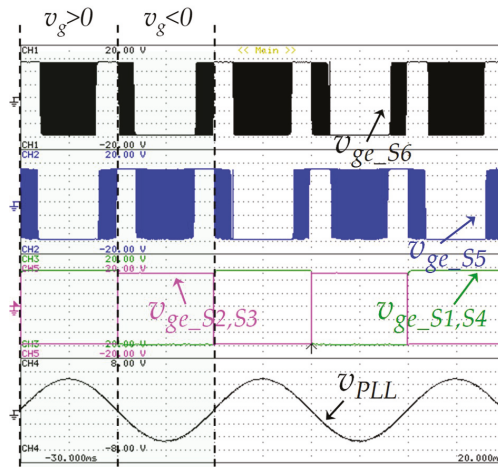 v_g>0 v_g<0
CH1 20.00 V << Main >>
CH1 -20.00 V
v_ge_S6
CH2 20.00 V
CH2 -20.00 V
v_ge_S5
CH3 20.00 V
CH5 20.00 V
v_ge_S2,S3 v_ge_S1,S4
CH3 20.00 V
CH5 -20.00 V
CH4 8.00 V
v_PLL
CH4 -8.00 V
-30.000ms 20.000m